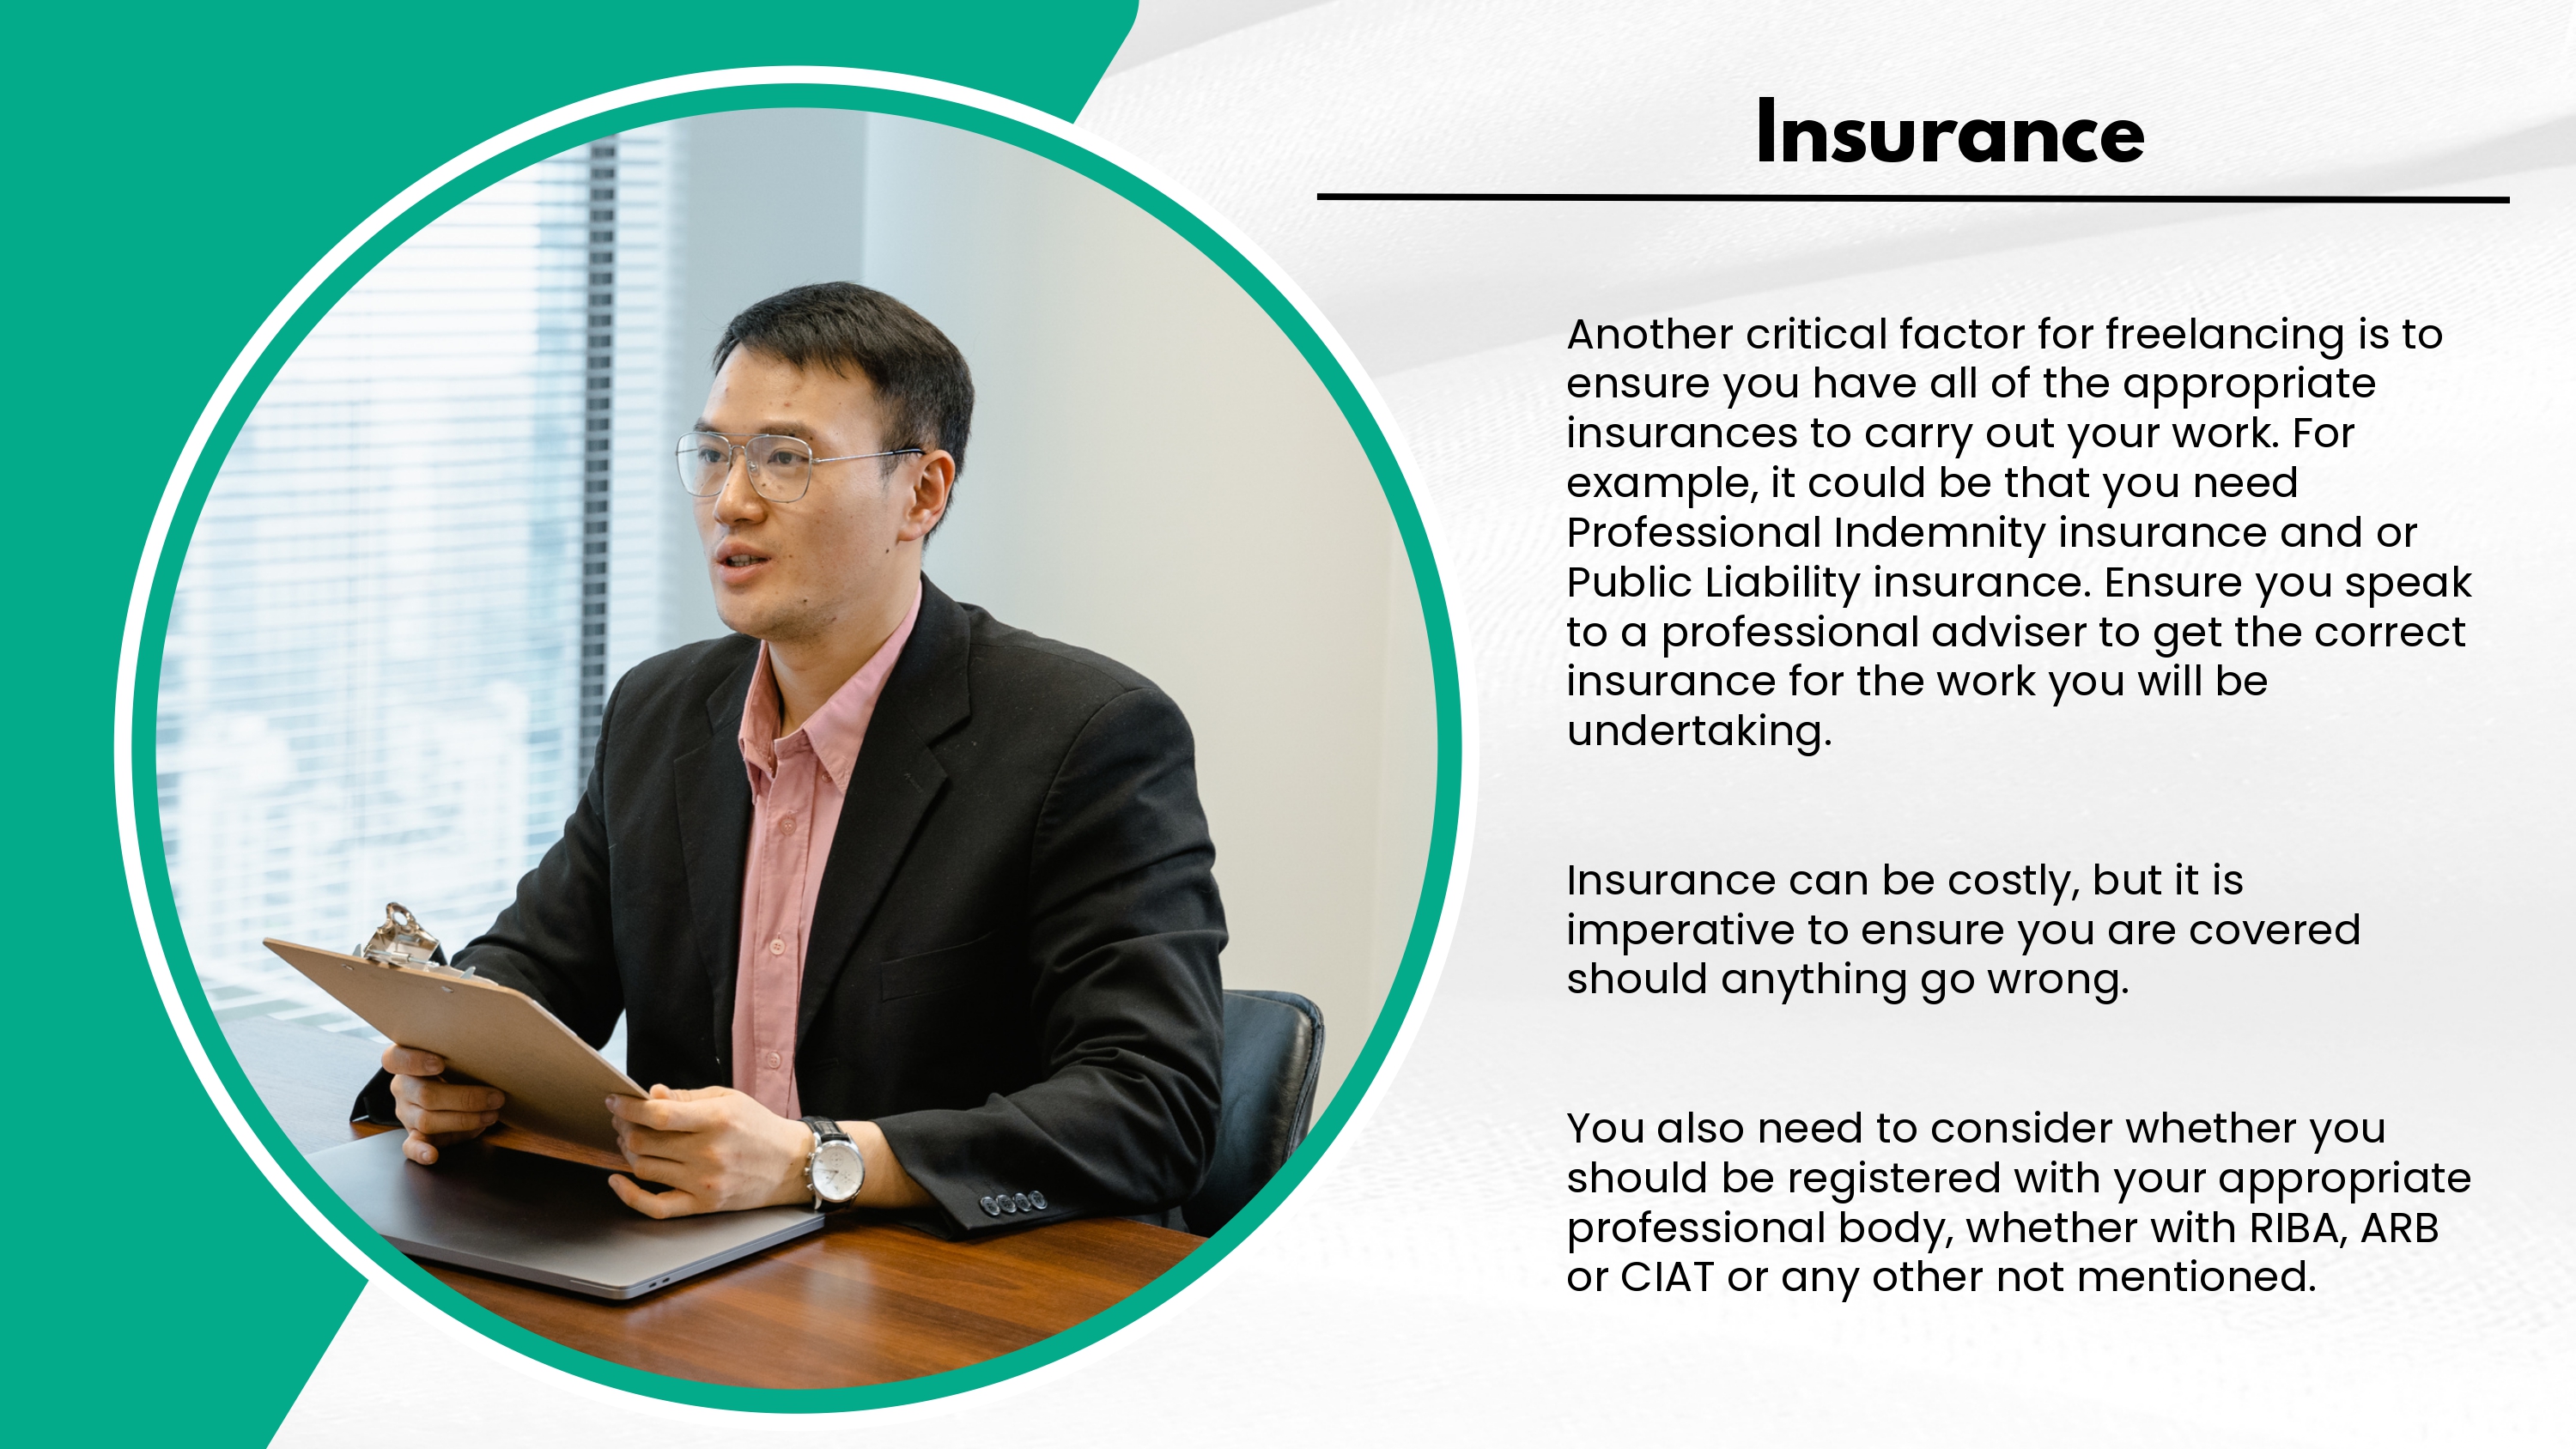 Insurance
Another critical factor for freelancing is to
ensure you have all of the appropriate
insurances to carry out your work. For
example, it could be that you need
Professional Indemnity insurance and or
Public Liability insurance. Ensure you speak
to a professional adviser to get the correct
insurance for the work you will be
undertaking.
Insurance can be costly, but it is
imperative to ensure you are covered
should anything go wrong.
You also need to consider whether you
should be registered with your appropriate
professional body, whether with RIBA, ARB
or CIAT or any other not mentioned.